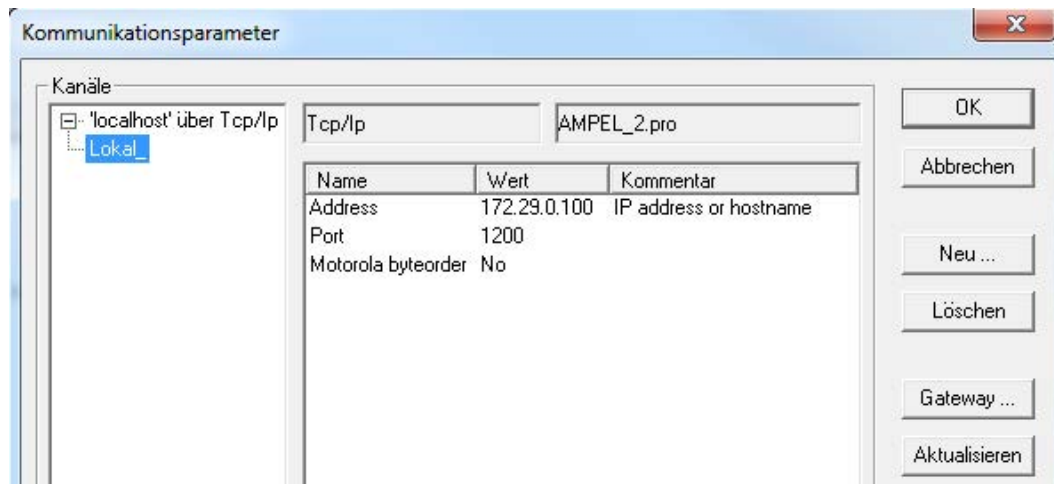 Kommunikationsparameter
Kanäle
'localhost' über Tcp/Ip
Lokal_
Tcp/Ip AMPEL_2.pro
Name Wert Kommentar
Address 172.29.0.100 IP address or hostname
Port 1200
Motorola byteorder No
OK
Abbrechen
Neu ...
Löschen
Gateway ...
Aktualisieren